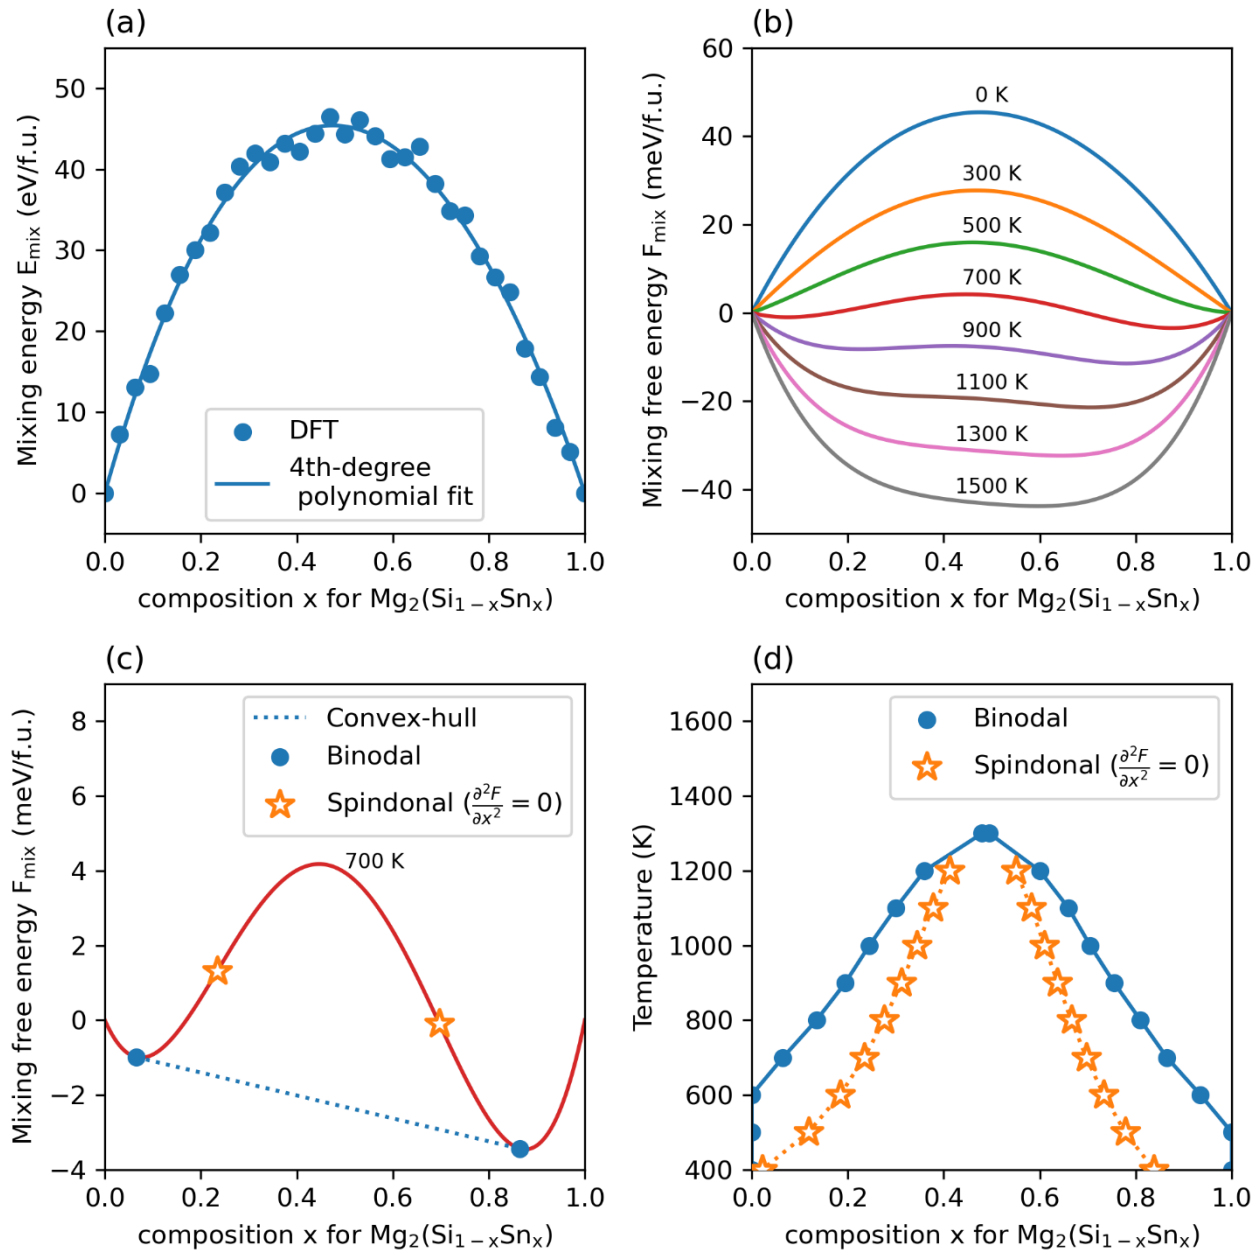 (a)
Mixing energy E_mix (eV/f.u.)
50
40
30
20
10
0
DFT
4th-degree
polynomial fit
0.0 0.2 0.4 0.6 0.8 1.0
composition x for Mg₂(Si₁₋ₓSnₓ)
(b)
Mixing free energy F_mix (meV/f.u.)
60
40
20
0
−20
−40
0 K
300 K
500 K
700 K
900 K
1100 K
1300 K
1500 K
0.0 0.2 0.4 0.6 0.8 1.0
composition x for Mg₂(Si₁₋ₓSnₓ)
(c)
Mixing free energy F_mix (meV/f.u.)
8
6
4
2
0
−2
−4
Convex-hull
Binodal
Spindonal (∂²F/∂x² = 0)
700 K
0.0 0.2 0.4 0.6 0.8 1.0
composition x for Mg₂(Si₁₋ₓSnₓ)
(d)
Temperature (K)
1600
1400
1200
1000
800
600
400
Binodal
Spindonal (∂²F/∂x² = 0)
0.0 0.2 0.4 0.6 0.8 1.0
composition x for Mg₂(Si₁₋ₓSnₓ)